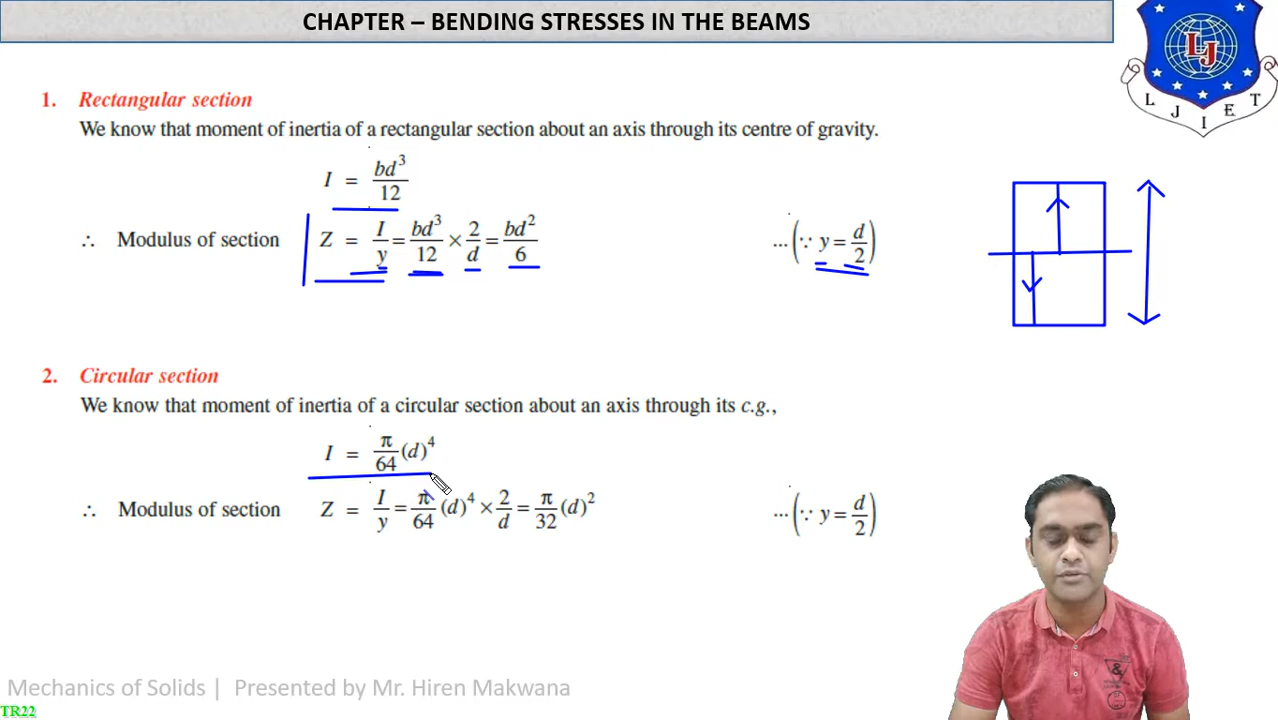 CHAPTER – BENDING STRESSES IN THE BEAMS
LJ
L J I E T
1. Rectangular section
We know that moment of inertia of a rectangular section about an axis through its centre of gravity.
I = bd³/12
∴ Modulus of section Z = I/y = bd³/12 × 2/d = bd²/6 ...(∵ y = d/2)
2. Circular section
We know that moment of inertia of a circular section about an axis through its c.g.,
I = π/64 (d)⁴
∴ Modulus of section Z = I/y = π/64 (d)⁴ × 2/d = π/32 (d)² ...(∵ y = d/2)
&
Mechanics of Solids | Presented by Mr. Hiren Makwana
TR22